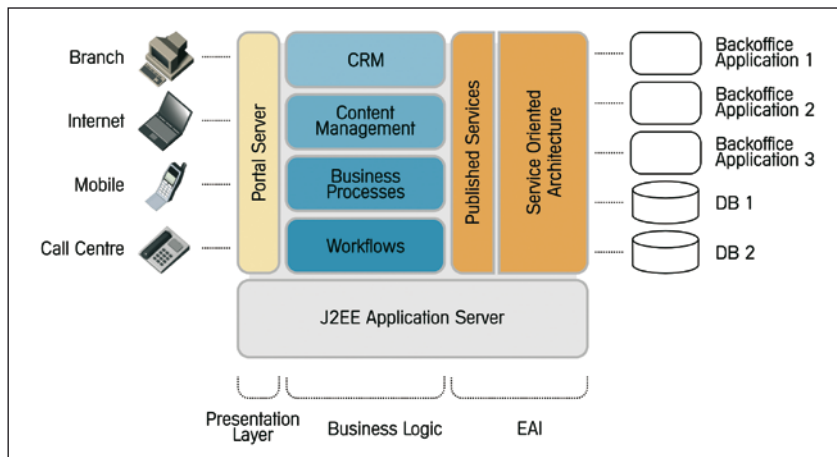 Branch
Internet
Mobile
Call Centre
Portal Server
CRM
Content
Management
Business
Processes
Workflows
Published Services
Service Oriented
Architecture
Backoffice
Application 1
Backoffice
Application 2
Backoffice
Application 3
DB 1
DB 2
J2EE Application Server
Presentation
Layer
Business Logic
EAI